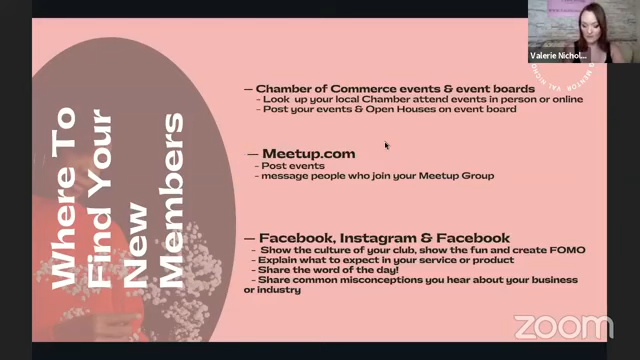 Valerie Nichol...
Where To
Find Your
New
Members
— Chamber of Commerce events & event boards
- Look up your local Chamber attend events in person or online
- Post your events & Open Houses on event board
— Meetup.com
- Post events
- message people who join your Meetup Group
— Facebook, Instagram & Facebook
- Show the culture of your club, show the fun and create FOMO
- Explain what to expect in your service or product
- Share the word of the day!
- Share common misconceptions you hear about your business
or industry
zoom